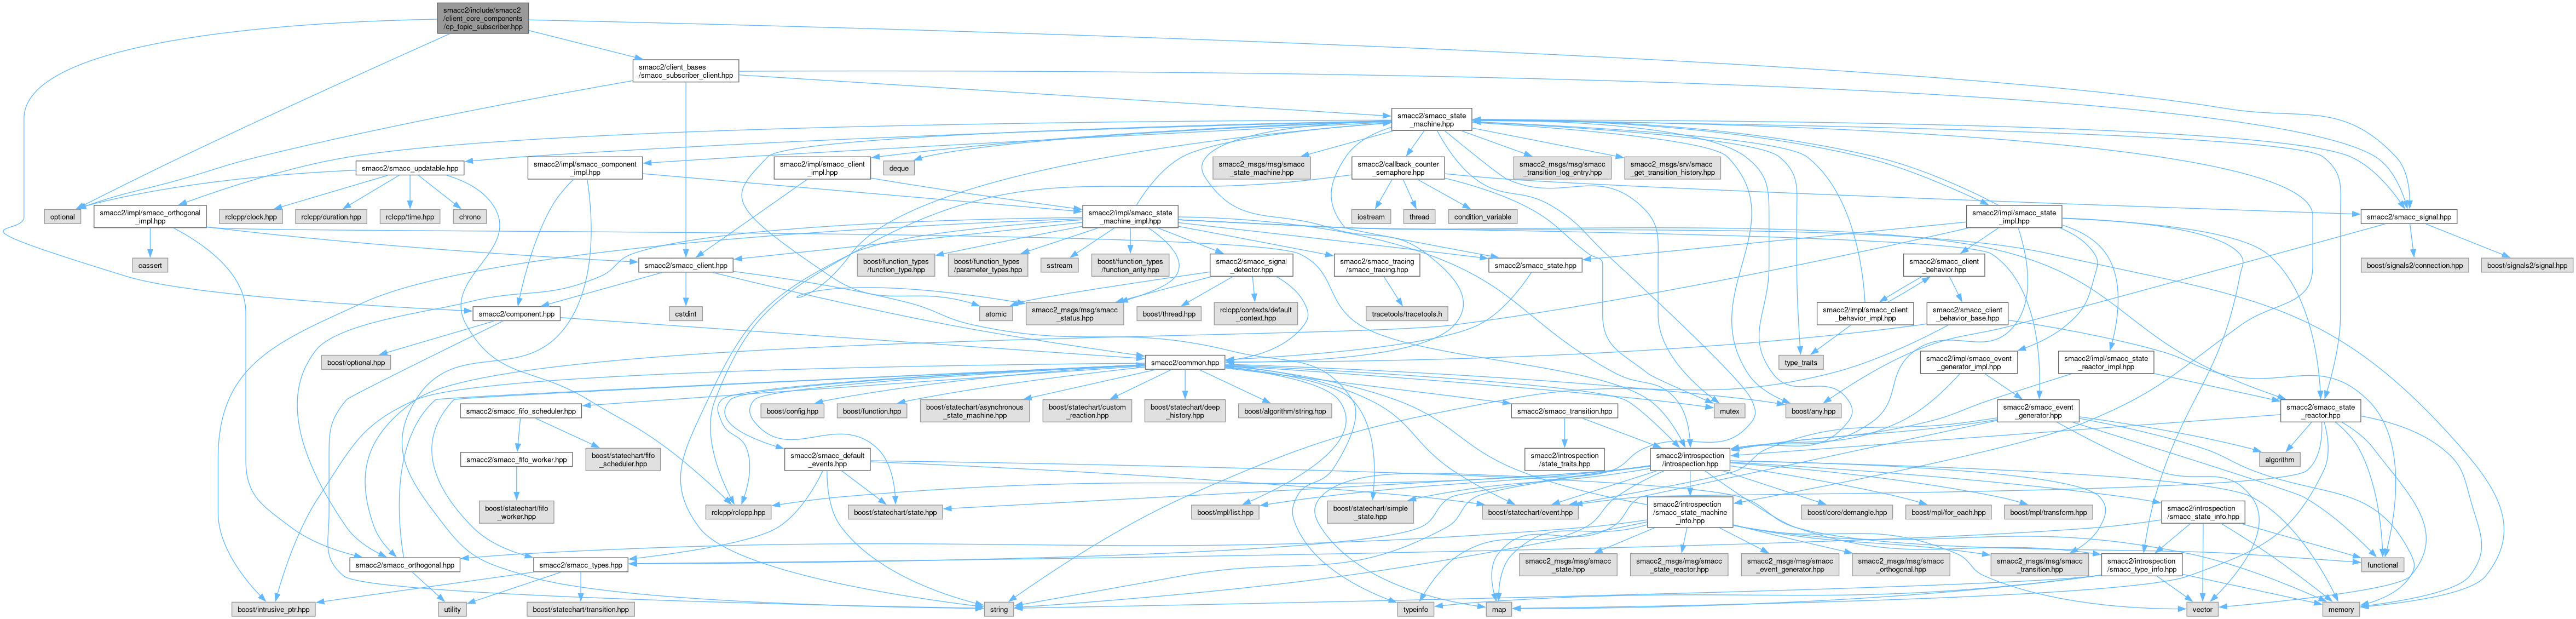 smacc2/include/smacc2
/client_core_components
/cp_topic_subscriber.hpp
smacc2/client_bases
/smacc_subscriber_client.hpp
smacc2/smacc_state
_machine.hpp
smacc2/smacc_updatable.hpp
smacc2/impl/smacc_component
_impl.hpp
smacc2/impl/smacc_client
_impl.hpp
deque
smacc2_msgs/msg/smacc
_state_machine.hpp
smacc2/callback_counter
_semaphore.hpp
smacc2_msgs/msg/smacc
_transition_log_entry.hpp
smacc2_msgs/srv/smacc
_get_transition_history.hpp
optional
smacc2/impl/smacc_orthogonal
_impl.hpp
rclcpp/clock.hpp
rclcpp/duration.hpp
rclcpp/time.hpp
chrono
smacc2/impl/smacc_state
_machine_impl.hpp
iostream
thread
condition_variable
smacc2/impl/smacc_state
_impl.hpp
smacc2/smacc_signal.hpp
cassert
smacc2/smacc_client.hpp
boost/function_types
/function_type.hpp
boost/function_types
/parameter_types.hpp
sstream
boost/function_types
/function_arity.hpp
smacc2/smacc_signal
_detector.hpp
smacc2/smacc_tracing
/smacc_tracing.hpp
smacc2/smacc_state.hpp
smacc2/smacc_client
_behavior.hpp
boost/signals2/connection.hpp
boost/signals2/signal.hpp
smacc2/component.hpp
cstdint
atomic
smacc2_msgs/msg/smacc
_status.hpp
boost/thread.hpp
rclcpp/contexts/default
_context.hpp
tracetools/tracetools.h
smacc2/impl/smacc_client
_behavior_impl.hpp
smacc2/smacc_client
_behavior_base.hpp
boost/optional.hpp
smacc2/common.hpp
type_traits
smacc2/impl/smacc_event
_generator_impl.hpp
smacc2/impl/smacc_state
_reactor_impl.hpp
smacc2/smacc_fifo_scheduler.hpp
boost/config.hpp
boost/function.hpp
boost/statechart/asynchronous
_state_machine.hpp
boost/statechart/custom
_reaction.hpp
boost/statechart/deep
_history.hpp
boost/algorithm/string.hpp
smacc2/smacc_transition.hpp
mutex
boost/any.hpp
smacc2/smacc_event
_generator.hpp
smacc2/smacc_state
_reactor.hpp
smacc2/smacc_fifo_worker.hpp
boost/statechart/fifo
_scheduler.hpp
smacc2/smacc_default
_events.hpp
smacc2/introspection
/state_traits.hpp
smacc2/introspection
/introspection.hpp
algorithm
boost/statechart/fifo
_worker.hpp
rclcpp/rclcpp.hpp
boost/statechart/state.hpp
boost/mpl/list.hpp
boost/statechart/simple
_state.hpp
boost/statechart/event.hpp
smacc2/introspection
/smacc_state_machine
_info.hpp
boost/core/demangle.hpp
boost/mpl/for_each.hpp
boost/mpl/transform.hpp
smacc2/introspection
/smacc_state_info.hpp
smacc2/smacc_orthogonal.hpp
smacc2/smacc_types.hpp
smacc2_msgs/msg/smacc
_state.hpp
smacc2_msgs/msg/smacc
_state_reactor.hpp
smacc2_msgs/msg/smacc
_event_generator.hpp
smacc2_msgs/msg/smacc
_orthogonal.hpp
smacc2_msgs/msg/smacc
_transition.hpp
smacc2/introspection
/smacc_type_info.hpp
functional
boost/intrusive_ptr.hpp
utility
boost/statechart/transition.hpp
string
typeinfo
map
vector
memory